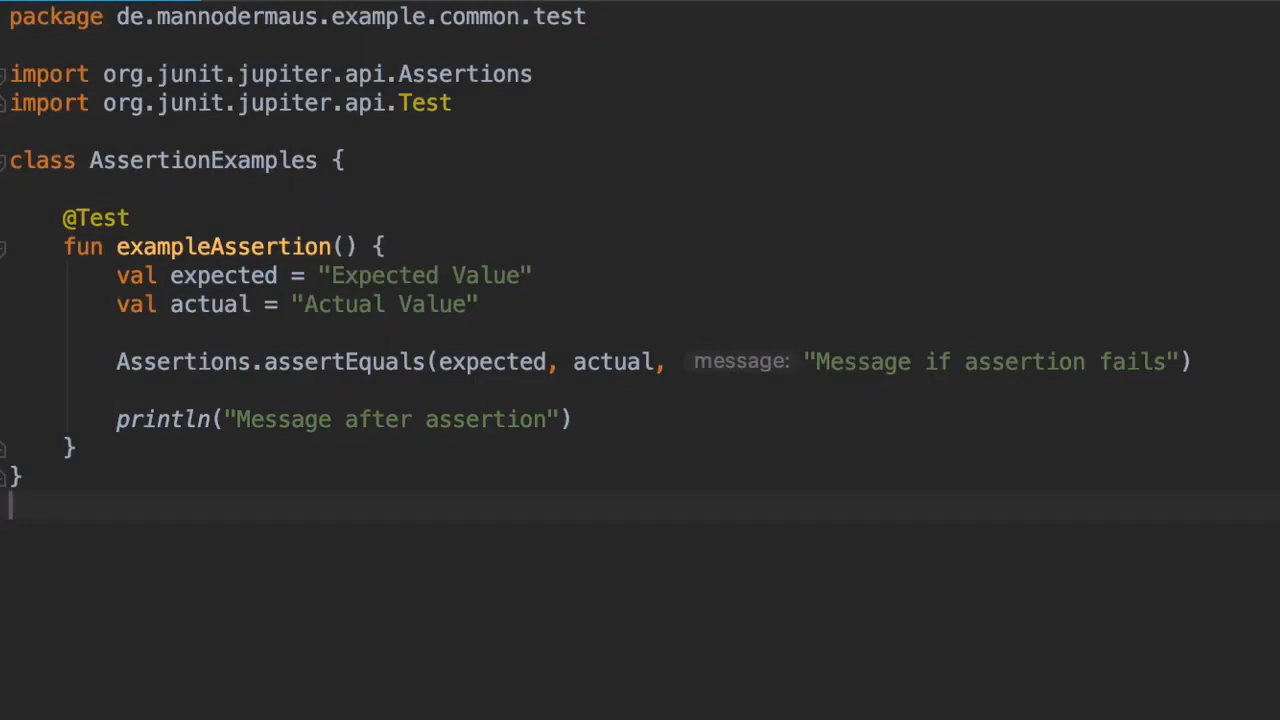 package de.mannodermaus.example.common.test
import org.junit.jupiter.api.Assertions
import org.junit.jupiter.api.Test
class AssertionExamples {
@Test
fun exampleAssertion() {
val expected = "Expected Value"
val actual = "Actual Value"
Assertions.assertEquals(expected, actual, message: "Message if assertion fails")
println("Message after assertion")
}
}